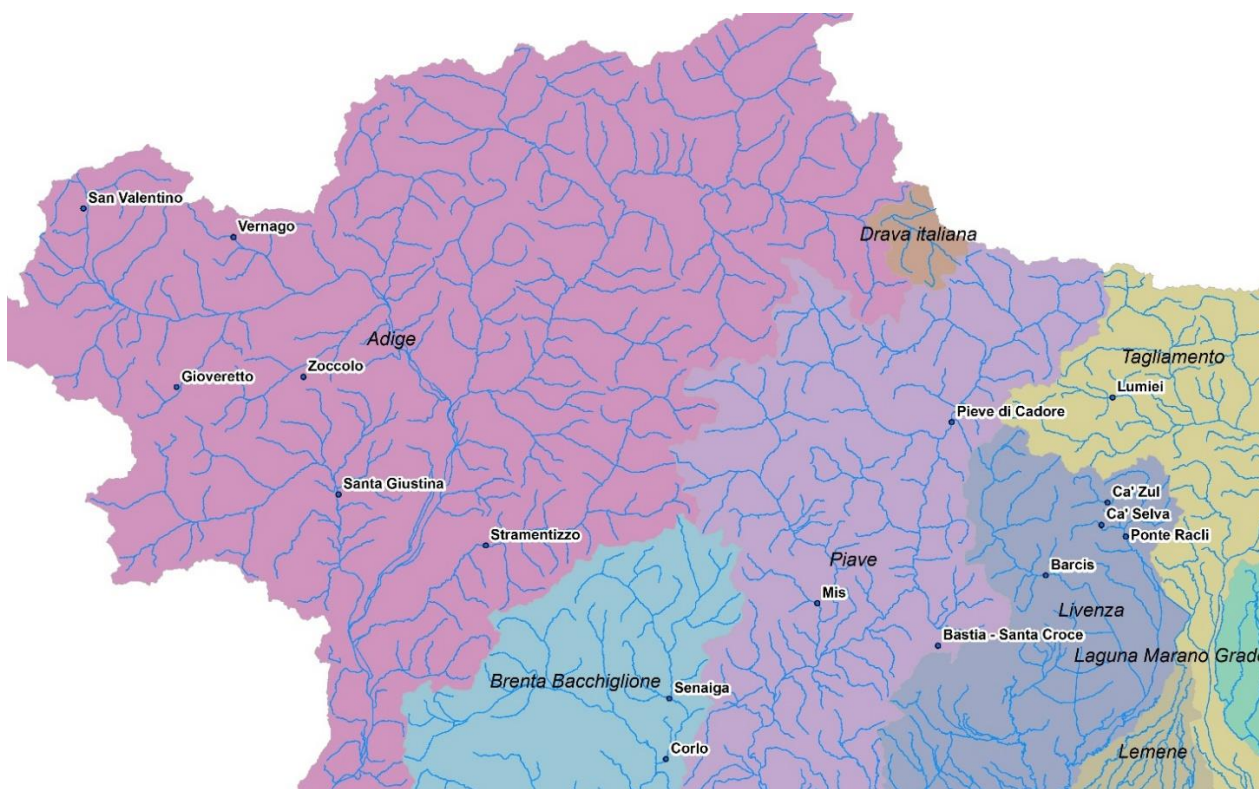 San Valentino
Vernago
Drava italiana
Adige
Tagliamento
Zoccolo
Gioveretto
Lumiei
Pieve di Cadore
Santa Giustina
Ca' Zul
Ca' Selva
Ponte Racli
Stramentizzo
Piave
Barcis
Mis
Livenza
Bastia - Santa Croce
Laguna Marano Grado
Brenta Bacchiglione
Senaiga
Corlo
Lemene